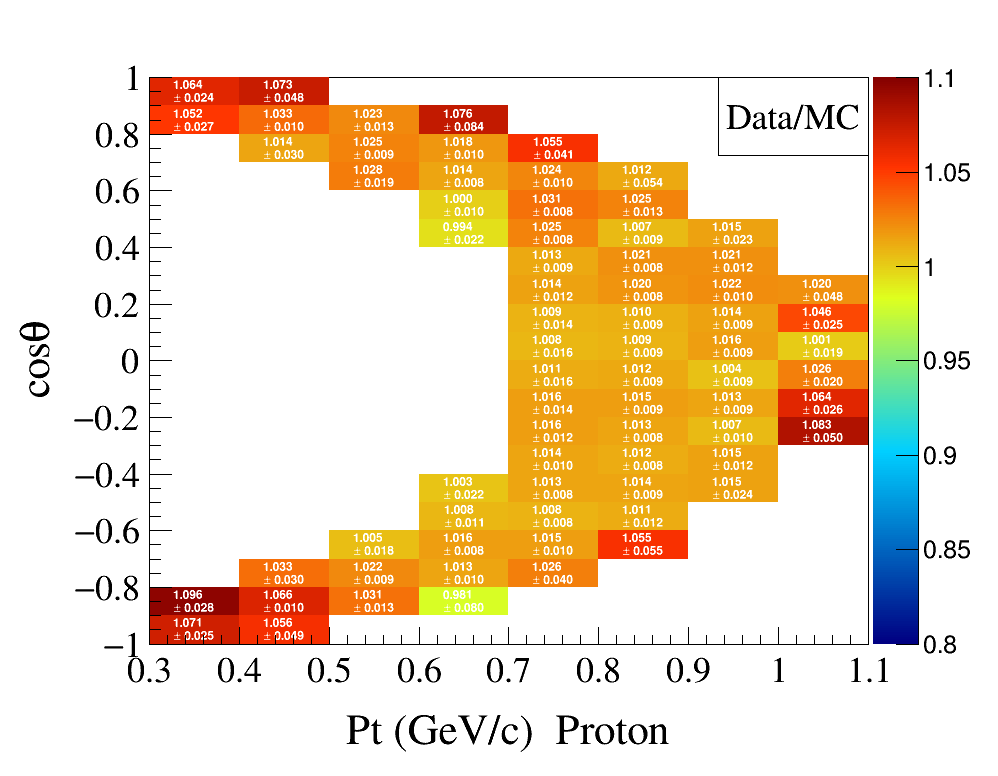 Data/MC
1 1.064 1.073 1.1
± 0.024 ± 0.048
1.052 1.033 1.023 1.076
± 0.027 ± 0.010 ± 0.013 ± 0.084
0.8 1.014 1.025 1.018 1.055
± 0.030 ± 0.009 ± 0.010 ± 0.041
1.028 1.014 1.024 1.012 1.05
± 0.019 ± 0.008 ± 0.010 ± 0.054
0.6 1.000 1.031 1.025
± 0.010 ± 0.008 ± 0.013
0.994 1.025 1.007 1.015
± 0.022 ± 0.008 ± 0.009 ± 0.023
0.4 1.013 1.021 1.021 1
± 0.009 ± 0.008 ± 0.012
1.014 1.020 1.022 1.020
± 0.012 ± 0.008 ± 0.010 ± 0.048
0.2 1.009 1.010 1.014 1.046
± 0.014 ± 0.009 ± 0.009 ± 0.025
1.008 1.009 1.016 1.001
± 0.016 ± 0.009 ± 0.009 ± 0.019
0 1.011 1.012 1.004 1.026 0.95
± 0.016 ± 0.009 ± 0.009 ± 0.020
1.016 1.015 1.013 1.064
± 0.014 ± 0.009 ± 0.009 ± 0.026
−0.2 1.016 1.013 1.007 1.083
± 0.012 ± 0.008 ± 0.010 ± 0.050
1.014 1.012 1.015 0.9
± 0.010 ± 0.008 ± 0.012
−0.4 1.003 1.013 1.014 1.015
± 0.022 ± 0.008 ± 0.009 ± 0.024
1.008 1.008 1.011
± 0.011 ± 0.008 ± 0.012
−0.6 1.005 1.016 1.015 1.055 0.85
± 0.018 ± 0.008 ± 0.010 ± 0.055
1.033 1.022 1.013 1.026
± 0.030 ± 0.009 ± 0.010 ± 0.040
−0.8 1.096 1.066 1.031 0.981
± 0.028 ± 0.010 ± 0.013 ± 0.080
1.071 1.056
± 0.025 ± 0.049
−1 0.8
0.3 0.4 0.5 0.6 0.7 0.8 0.9 1 1.1
cosθ
Pt (GeV/c) Proton